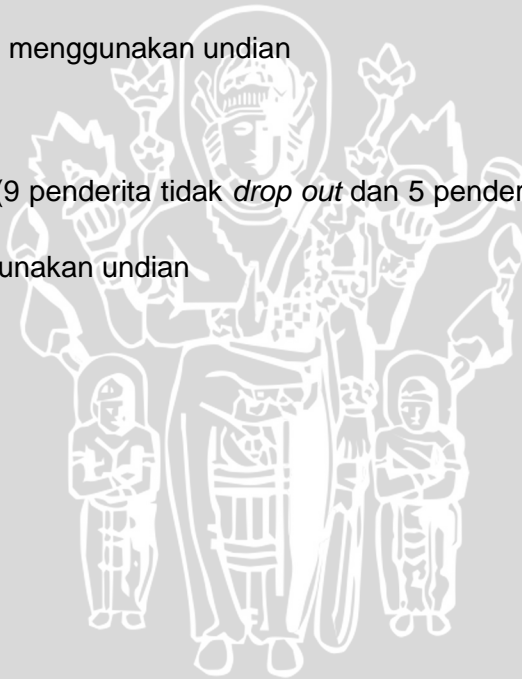 menggunakan undian
(9 penderita tidak drop out dan 5 pender
unakan undian